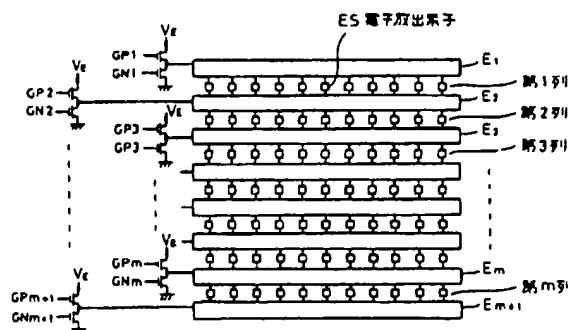 ES 電子放出素子
VE
GP1
GN1
E1
第1列
VE
GP2
GN2
E2
第2列
VE
GP3
GP3
E3
第3列
VE
GPm
GNm
Em
第m列
VE
GPm+1
GNm+1
Em+1